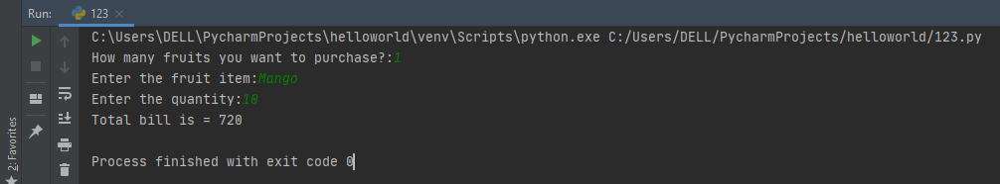 Run: 123
C:\Users\DELL\PycharmProjects\helloworld\venv\Scripts\python.exe C:/Users/DELL/PycharmProjects/helloworld/123.py
How many fruits you want to purchase?:1
Enter the fruit item:Mango
Enter the quantity:10
Total bill is = 720
Process finished with exit code 0
2: Favorites